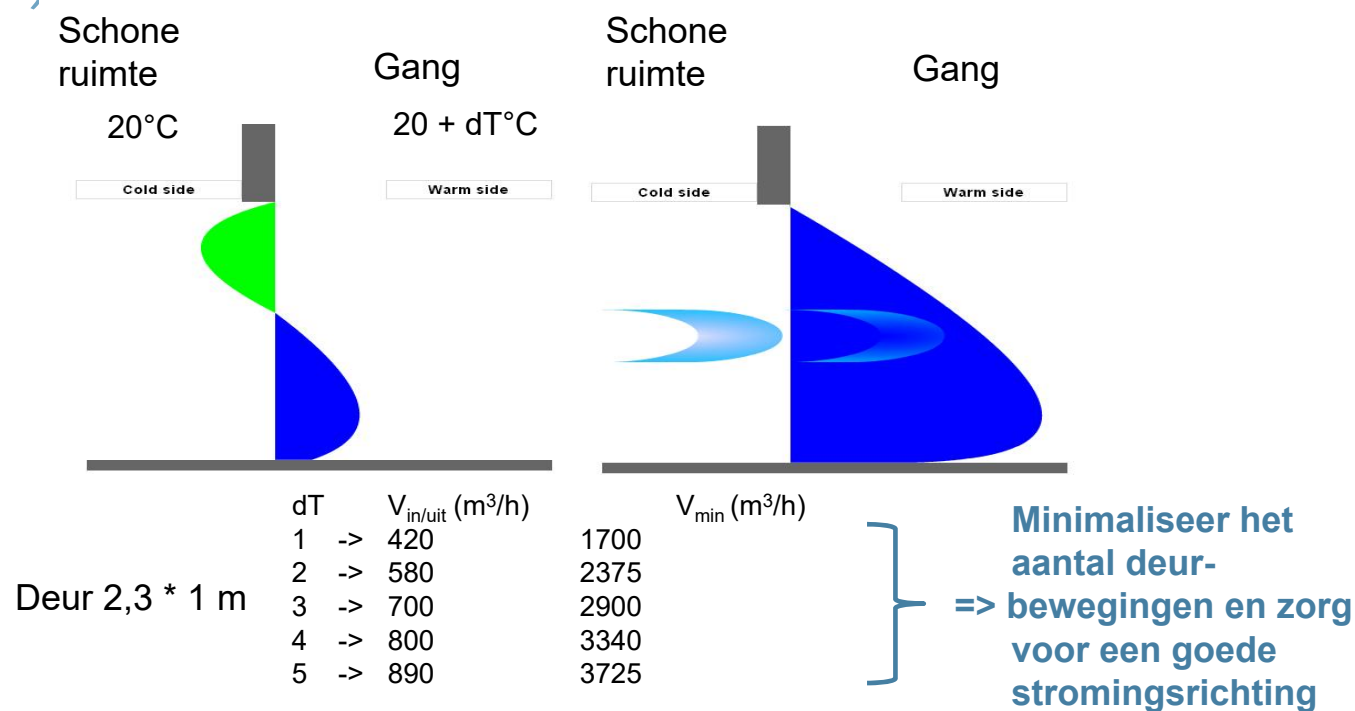 Schone
ruimte
Gang
20°C
20 + dT°C
Cold side
Warm side
Schone
ruimte
Gang
Cold side
Warm side
Deur 2,3 * 1 m
dT V_in/uit (m³/h) V_min (m³/h)
1 -> 420 1700
2 -> 580 2375
3 -> 700 2900
4 -> 800 3340
5 -> 890 3725
Minimaliseer het
aantal deur-
=> bewegingen en zorg
voor een goede
stromingsrichting